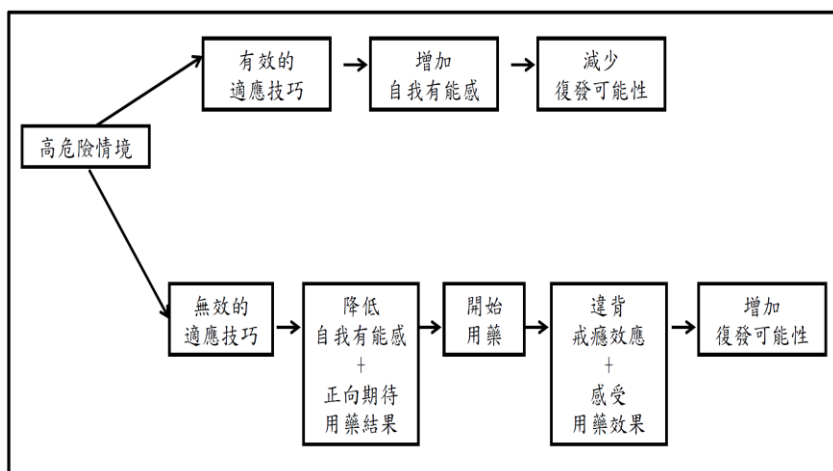 高危險情境
有效的
適應技巧
增加
自我有能感
減少
復發可能性
無效的
適應技巧
降低
自我有能感
+
正向期待
用藥結果
開始
用藥
違背
戒癮效應
+
感受
用藥效果
增加
復發可能性